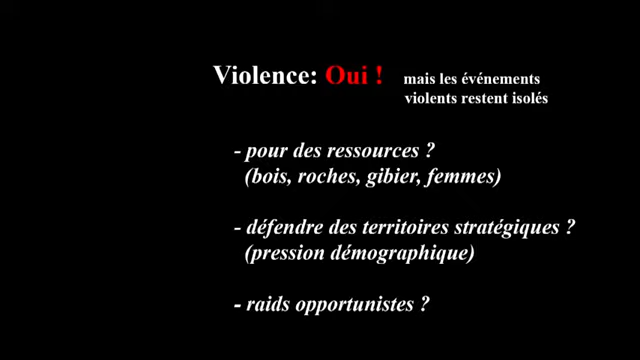 Violence: Oui ! mais les événements
violents restent isolés
- pour des ressources ?
(bois, roches, gibier, femmes)
- défendre des territoires stratégiques ?
(pression démographique)
- raids opportunistes ?